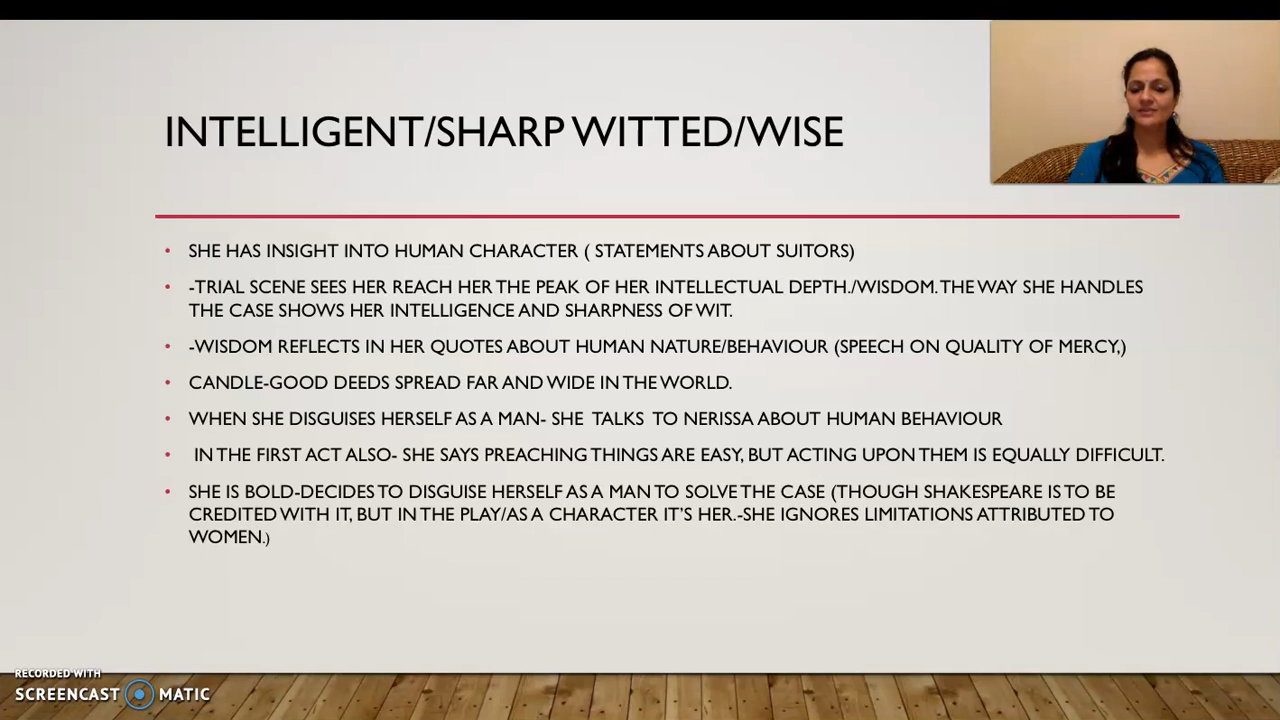 INTELLIGENT/SHARP WITTED/WISE
• SHE HAS INSIGHT INTO HUMAN CHARACTER ( STATEMENTS ABOUT SUITORS)
• -TRIAL SCENE SEES HER REACH HER THE PEAK OF HER INTELLECTUAL DEPTH./WISDOM. THE WAY SHE HANDLES
THE CASE SHOWS HER INTELLIGENCE AND SHARPNESS OF WIT.
• -WISDOM REFLECTS IN HER QUOTES ABOUT HUMAN NATURE/BEHAVIOUR (SPEECH ON QUALITY OF MERCY,)
• CANDLE-GOOD DEEDS SPREAD FAR AND WIDE IN THE WORLD.
• WHEN SHE DISGUISES HERSELF AS A MAN- SHE TALKS TO NERISSA ABOUT HUMAN BEHAVIOUR
• IN THE FIRST ACT ALSO- SHE SAYS PREACHING THINGS ARE EASY, BUT ACTING UPON THEM IS EQUALLY DIFFICULT.
• SHE IS BOLD-DECIDES TO DISGUISE HERSELF AS A MAN TO SOLVE THE CASE (THOUGH SHAKESPEARE IS TO BE
CREDITED WITH IT, BUT IN THE PLAY/AS A CHARACTER IT'S HER.-SHE IGNORES LIMITATIONS ATTRIBUTED TO
WOMEN.)
RECORDED WITH
SCREENCAST MATIC